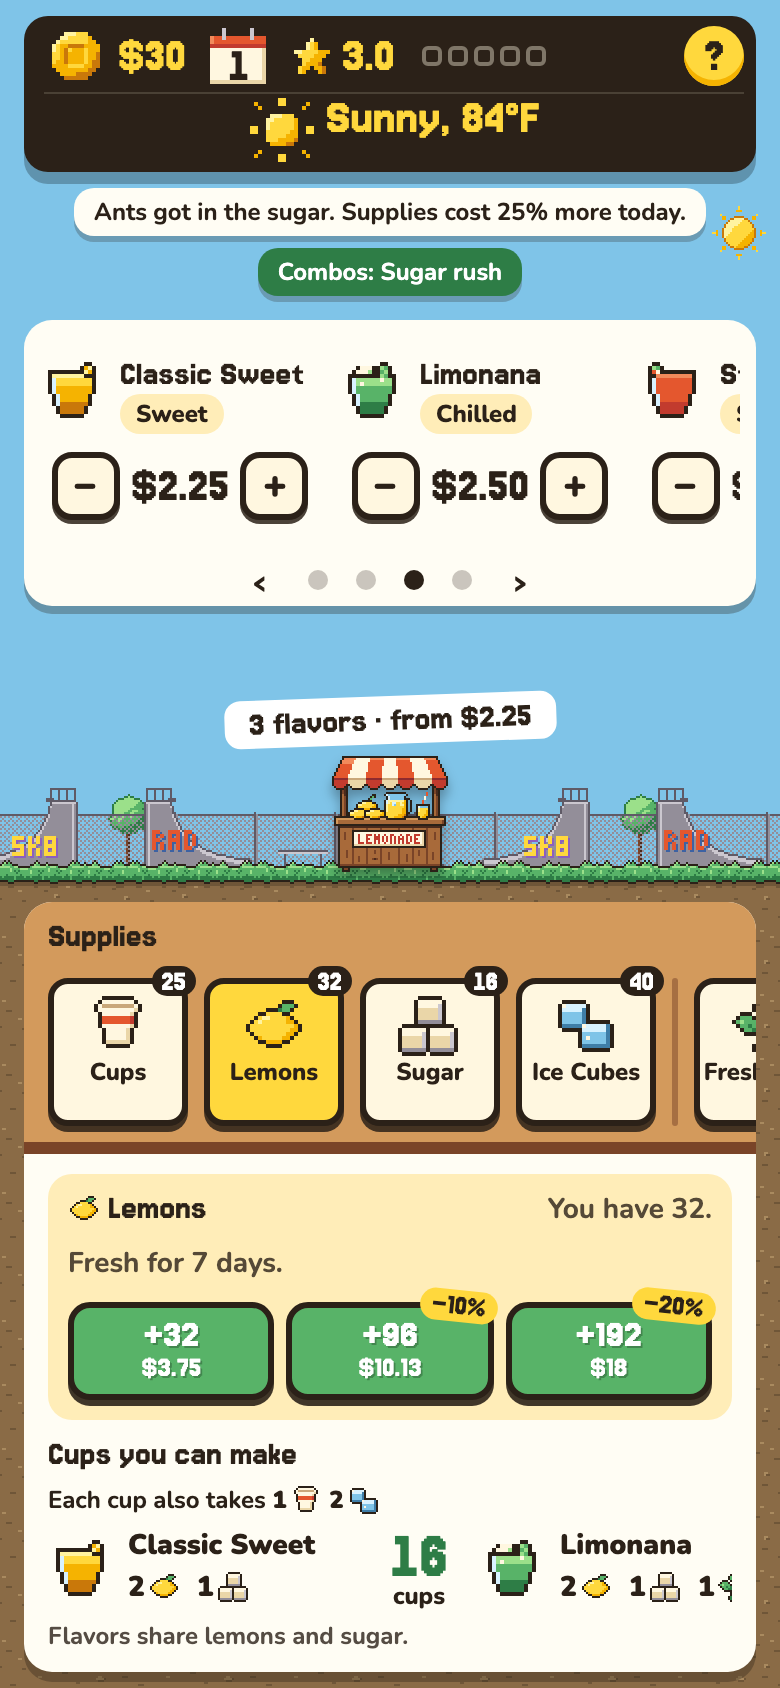 $30 1 3.0 ?
Sunny, 84°F
Ants got in the sugar. Supplies cost 25% more today.
Combos: Sugar rush
Classic Sweet Limonana
Sweet Chilled
− $2.25 + − $2.50 + −
‹ ›
3 flavors · from $2.25
SK8 RAD LEMONADE SK8 RAD
Supplies
25 32 16 40
Cups Lemons Sugar Ice Cubes
Lemons You have 32.
Fresh for 7 days.
−10% −20%
+32 +96 +192
$3.75 $10.13 $18
Cups you can make
Each cup also takes 1 2
Classic Sweet 16 Limonana
2 1 cups 2 1 1
Flavors share lemons and sugar.